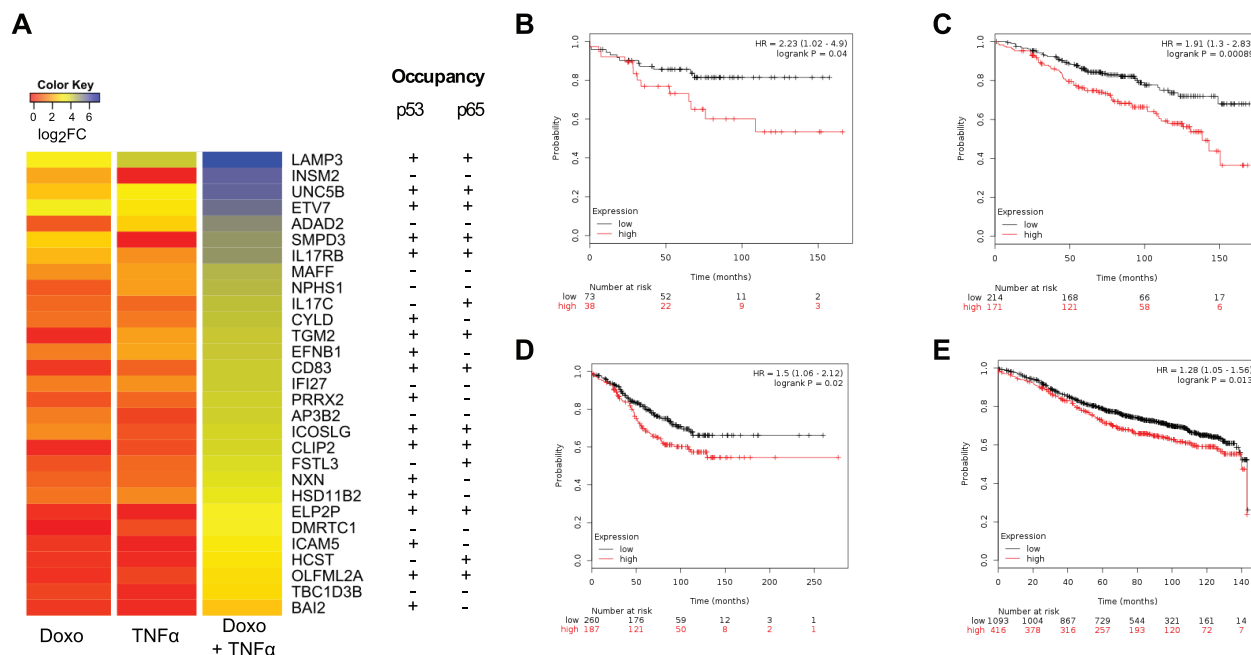 A
Color Key
0 2 4 6
log2FC
Occupancy
p53 p65
LAMP3 + +
INSM2 - -
UNC5B + +
ETV7 + +
ADAD2 - -
SMPD3 + +
IL17RB + +
MAFF - -
NPHS1 - -
IL17C - +
CYLD + -
TGM2 + +
EFNB1 + -
CD83 + +
IFI27 - -
PRRX2 + -
AP3B2 - -
ICOSLG + +
CLIP2 + +
FSTL3 - +
NXN + -
HSD11B2 + -
ELP2P + +
DMRTC1 - -
ICAM5 + -
HCST - +
OLFML2A + +
TBC1D3B - -
BAI2 + -
Doxo TNFα Doxo
+ TNFα
B
HR = 2.23 (1.02 - 4.9)
logrank P = 0.04
Probability
1.0
0.8
0.6
0.4
0.2
0.0
Expression
low
high
0 50 100 150
Time (months)
Number at risk
low 73 52 11 2
high 38 22 9 3
C
HR = 1.91 (1.3 - 2.83
logrank P = 0.00089
Probability
1.0
0.8
0.6
0.4
0.2
0.0
Expression
low
high
0 50 100 150
Time (months)
Number at risk
low 214 168 66 17
high 171 121 58 6
D
HR = 1.5 (1.06 - 2.12)
logrank P = 0.02
Probability
1.0
0.8
0.6
0.4
0.2
0.0
Expression
low
high
0 50 100 150 200 250
Time (months)
Number at risk
low 260 176 59 12 3 1
high 187 121 50 8 2 1
E
HR = 1.28 (1.05 - 1.56)
logrank P = 0.013
Probability
1.0
0.8
0.6
0.4
0.2
0.0
Expression
low
high
0 20 40 60 80 100 120 140
Time (months)
Number at risk
low 1093 1004 867 729 544 321 161 14
high 416 378 316 257 193 120 72 7